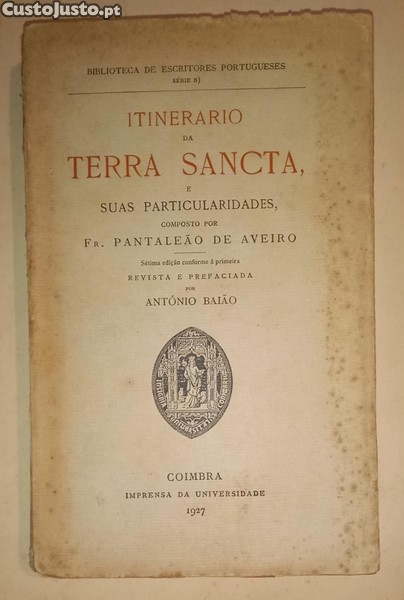 CustoJusto.pt
BIBLIOTECA DE ESCRITORES PORTUGUESES
SÉRIE B)
ITINERARIO
DA
TERRA SANCTA,
E
SUAS PARTICULARIDADES,
COMPOSTO POR
FR. PANTALEÃO DE AVEIRO
Sétima edição conforme á primeira
REVISTA E PREFACIADA
POR
ANTÓNIO BAIÃO
COIMBRA
IMPRENSA DA UNIVERSIDADE
1927